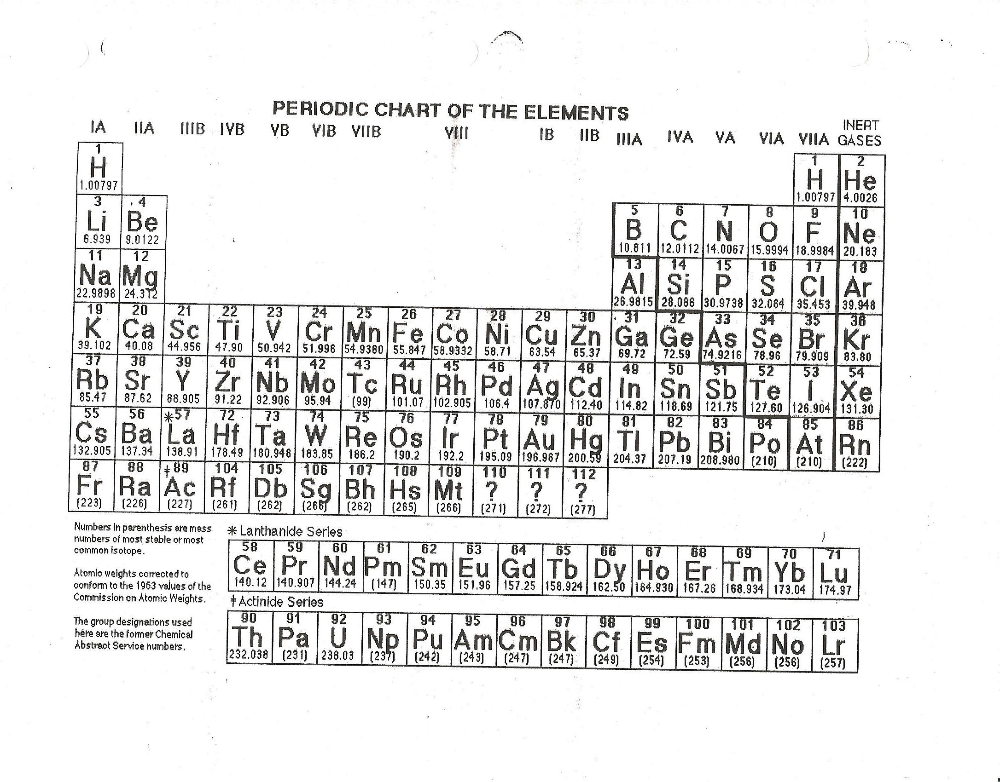 PERIODIC CHART OF THE ELEMENTS
IA IIA IIIB IVB VB VIB VIIB VIII IB IIB IIIA IVA VA VIA VIIA INERT GASES
1 1 2
H H He
1.00797 1.00797 4.0026
3 4 5 6 7 8 9 10
Li Be B C N O F Ne
6.939 9.0122 10.811 12.0112 14.0067 15.9994 18.9984 20.183
11 12 13 14 15 16 17 18
Na Mg Al Si P S Cl Ar
22.9898 24.312 26.9815 28.086 30.9738 32.064 35.453 39.948
19 20 21 22 23 24 25 26 27 28 29 30 31 32 33 34 35 36
K Ca Sc Ti V Cr Mn Fe Co Ni Cu Zn Ga Ge As Se Br Kr
39.102 40.08 44.956 47.90 50.942 51.996 54.9380 55.847 58.9332 58.71 63.54 65.37 69.72 72.59 74.9216 78.96 79.909 83.80
37 38 39 40 41 42 43 44 45 46 47 48 49 50 51 52 53 54
Rb Sr Y Zr Nb Mo Tc Ru Rh Pd Ag Cd In Sn Sb Te I Xe
85.47 87.62 88.905 91.22 92.906 95.94 (99) 101.07 102.905 106.4 107.870 112.40 114.82 118.69 121.75 127.60 126.904 131.30
55 56 *57 72 73 74 75 76 77 78 79 80 81 82 83 84 85 86
Cs Ba La Hf Ta W Re Os Ir Pt Au Hg Tl Pb Bi Po At Rn
132.905 137.34 138.91 178.49 180.948 183.85 186.2 190.2 192.2 195.09 196.967 200.59 204.37 207.19 208.980 (210) (210) (222)
87 88 ‡89 104 105 106 107 108 109 110 111 112
Fr Ra Ac Rf Db Sg Bh Hs Mt ? ? ?
(223) (226) (227) (261) (262) (266) (262) (265) (266) (271) (272) (277)
Numbers in parenthesis are mass
numbers of most stable or most
common isotope.
Atomic weights corrected to
conform to the 1963 values of the
Commission on Atomic Weights.
The group designations used
here are the former Chemical
Abstract Service numbers.
* Lanthanide Series
58 59 60 61 62 63 64 65 66 67 68 69 70 71
Ce Pr Nd Pm Sm Eu Gd Tb Dy Ho Er Tm Yb Lu
140.12 140.907 144.24 (147) 150.35 151.96 157.25 158.924 162.50 164.930 167.26 168.934 173.04 174.97
‡ Actinide Series
90 91 92 93 94 95 96 97 98 99 100 101 102 103
Th Pa U Np Pu Am Cm Bk Cf Es Fm Md No Lr
232.038 (231) 238.03 (237) (242) (243) (247) (247) (249) (254) (253) (256) (256) (257)